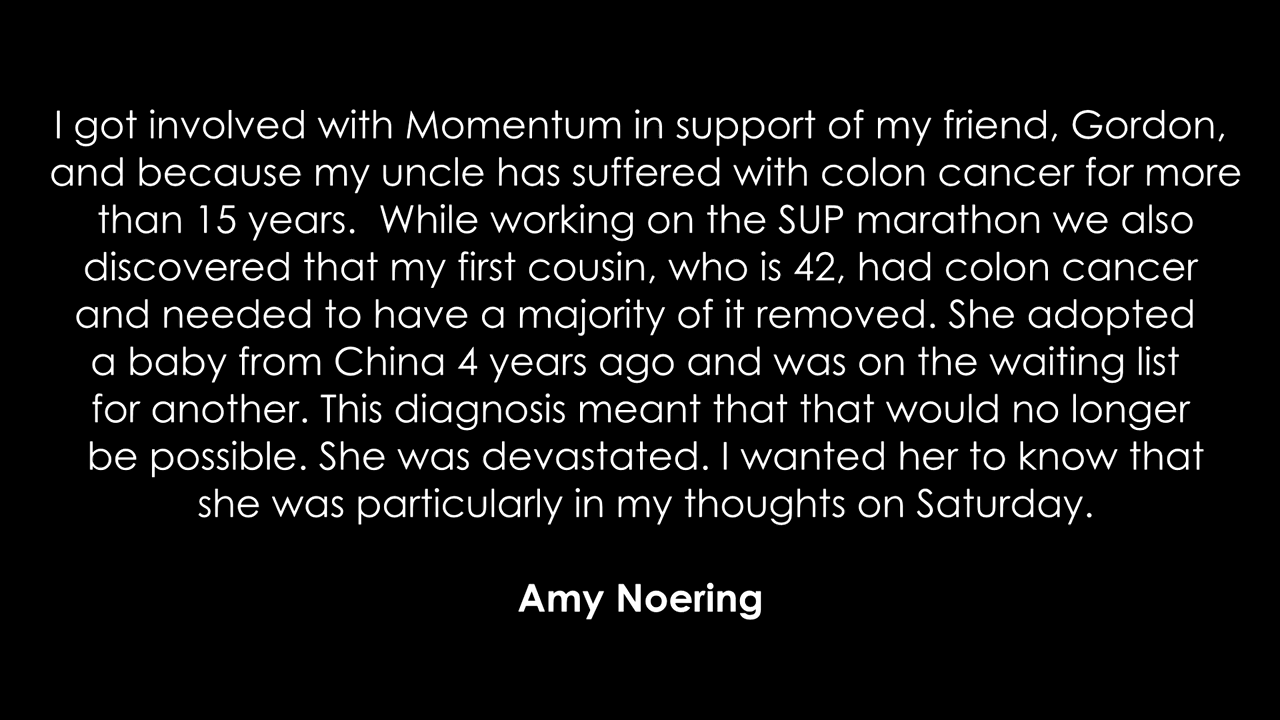 I got involved with Momentum in support of my friend, Gordon,
and because my uncle has suffered with colon cancer for more
than 15 years.  While working on the SUP marathon we also
discovered that my first cousin, who is 42, had colon cancer
and needed to have a majority of it removed. She adopted
a baby from China 4 years ago and was on the waiting list
for another. This diagnosis meant that that would no longer
be possible. She was devastated. I wanted her to know that
she was particularly in my thoughts on Saturday.
Amy Noering